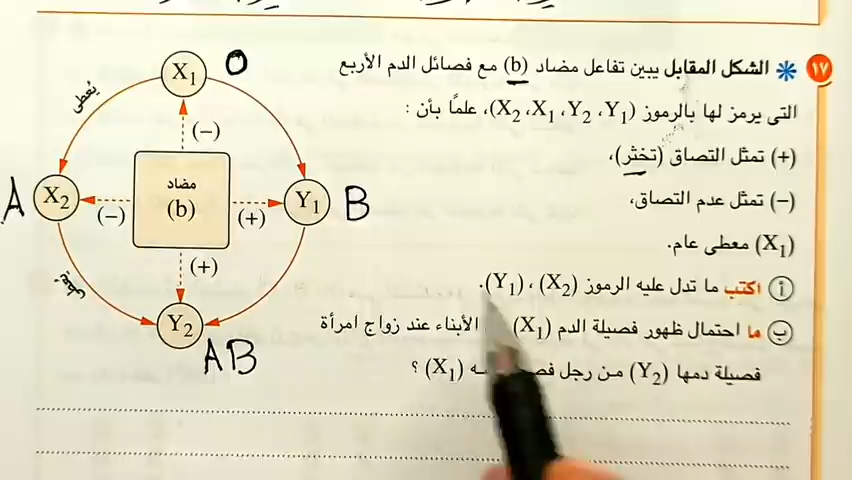 ١٧ * الشكل المقابل يبين تفاعل مضاد (b) مع فصائل الدم الأربع
التى يرمز لها بالرموز (X₂ ،X₁ ،Y₂ ،Y₁)، علمًا بأن :
(+) تمثل التصاق (تخثر)،
(–) تمثل عدم التصاق،
(X₁) معطى عام.
أ اكتب ما تدل عليه الرموز (X₂)، (Y₁).
ب ما احتمال ظهور فصيلة الدم (X₁) الأبناء عند زواج امرأة
فصيلة دمها (Y₂) من رجل (X₁) ؟
X₁
O
يُعطى
(–)
A
X₂
(–)
مضاد
(b)
(+)
Y₁
B
(+)
Y₂
AB